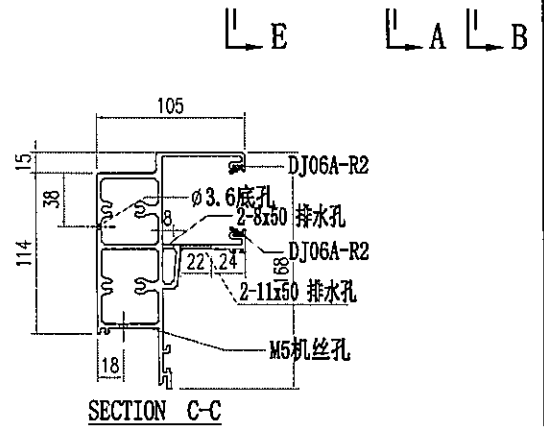 E A B
105
15
DJ06A-R2
38
ø3.6底孔
8
2-8x50 排水孔
114
DJ06A-R2
22 24
168
2-11x50 排水孔
M5机丝孔
18
SECTION C-C